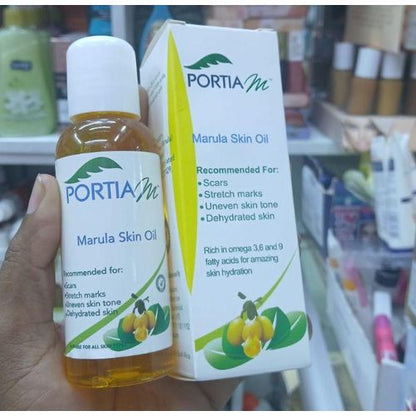 PORTIA M™
Marula Skin Oil
Recommended for:
Scars
Stretch marks
Uneven skin tone
Dehydrated skin
PORTIA M™
Marula Skin Oil
Recommended For:
• Scars
• Stretch marks
• Uneven skin tone
• Dehydrated skin
Rich in omega 3,6 and 9
fatty acids for amazing
skin hydration